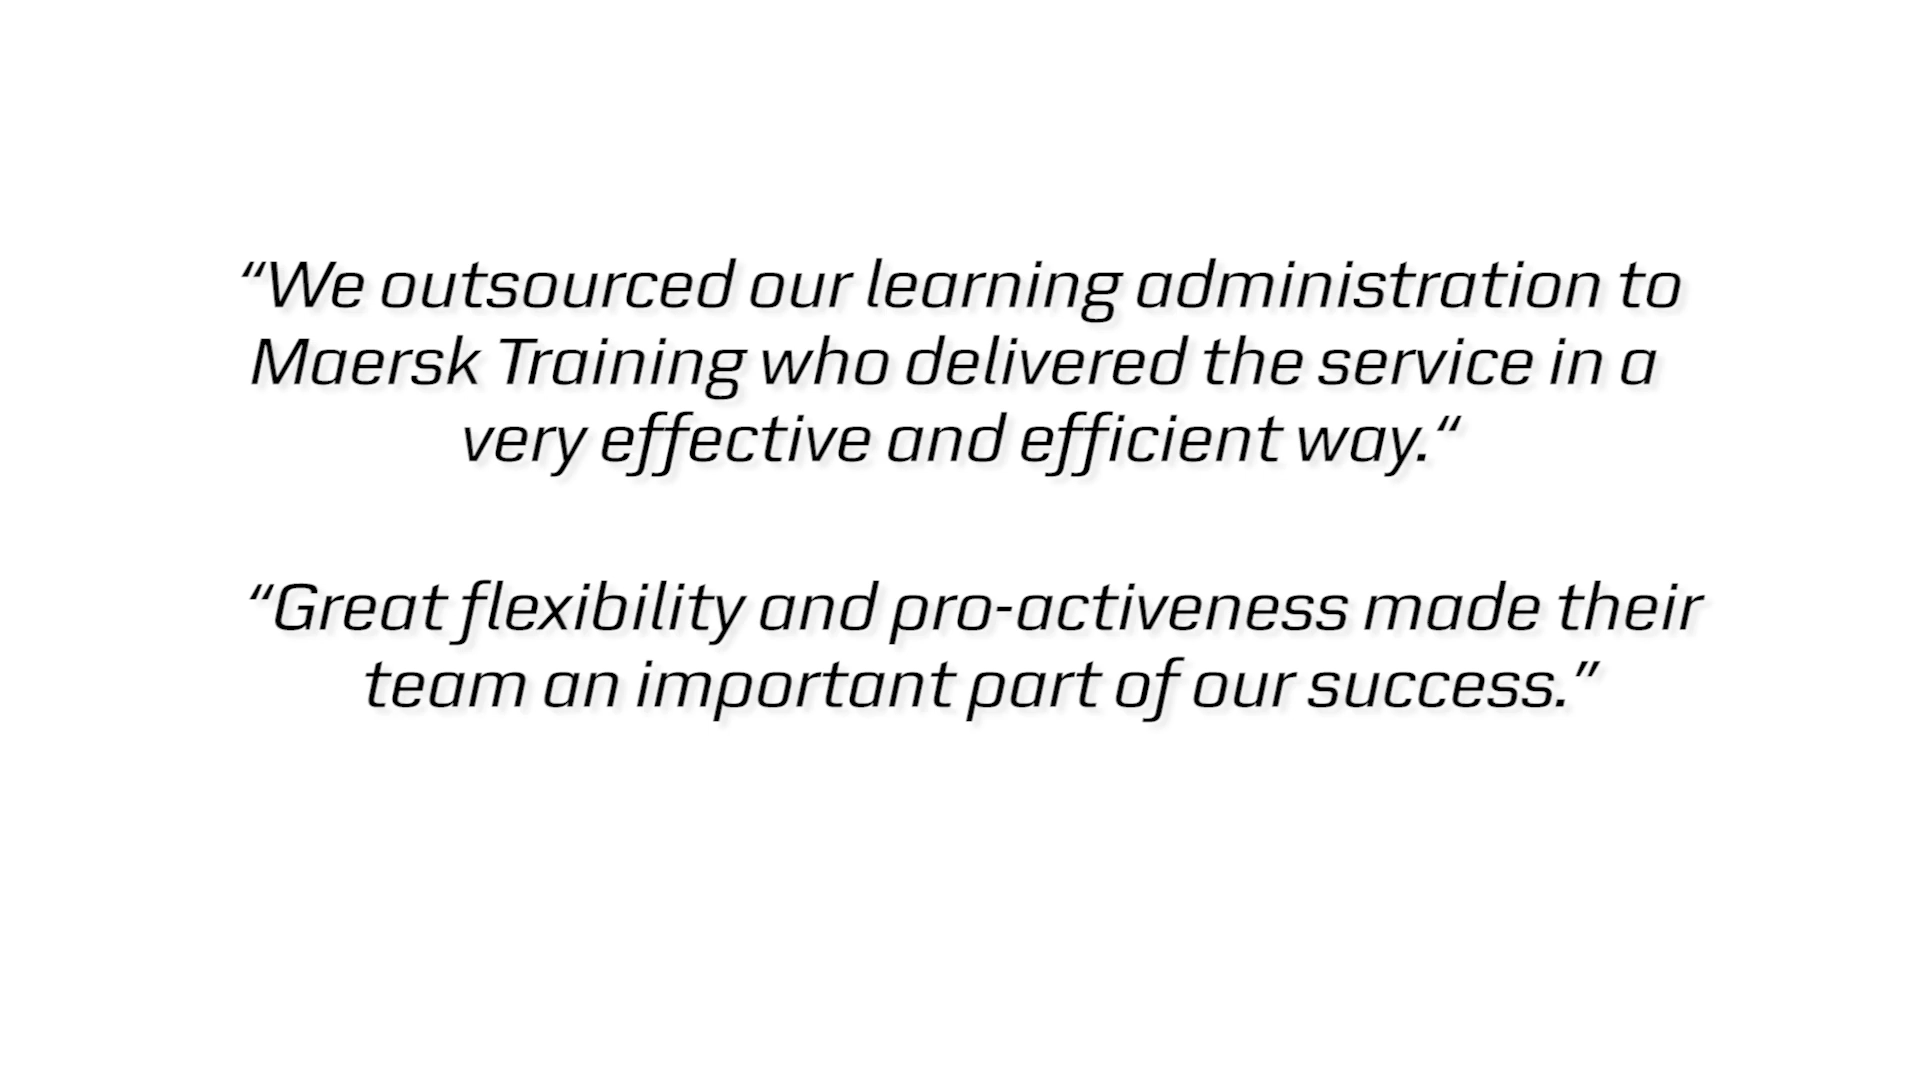 “We outsourced our learning administration to
Maersk Training who delivered the service in a
very effective and efficient way.“
“Great flexibility and pro-activeness made their
team an important part of our success.”